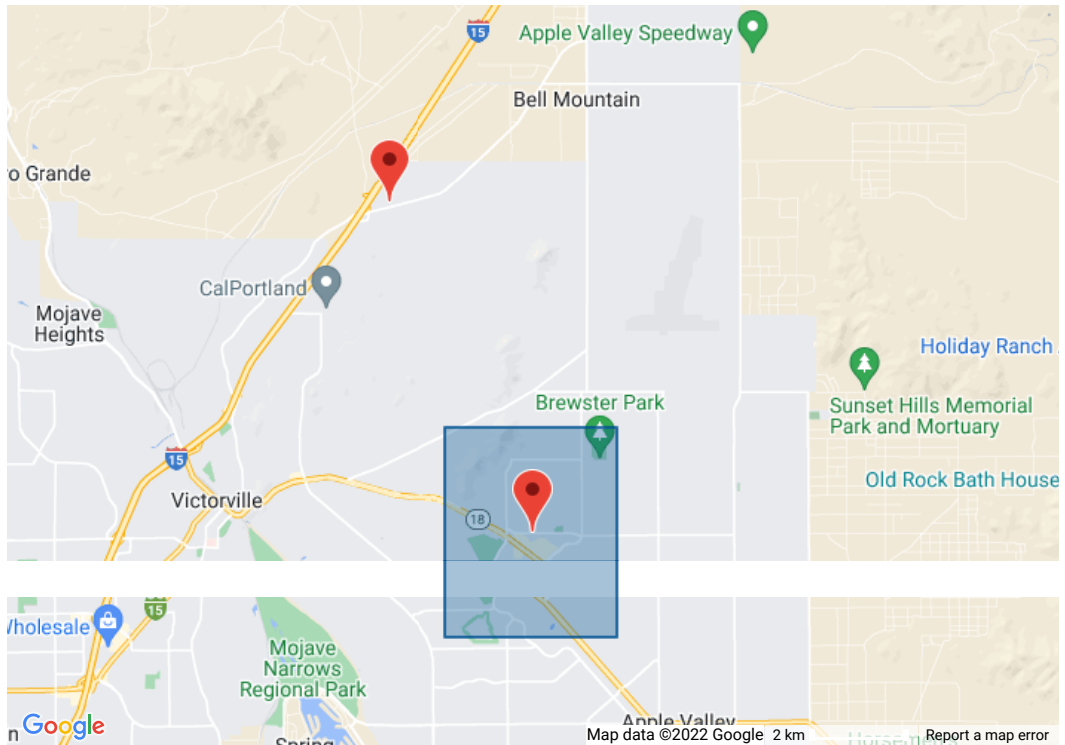 15
Apple Valley Speedway
Bell Mountain
o Grande
CalPortland
Mojave
Heights
Holiday Ranch
Brewster Park
Sunset Hills Memorial
Park and Mortuary
15
Old Rock Bath House
Victorville
18
15
Wholesale
Mojave
Narrows
Regional Park
Apple Valley
Google
n
Spring
Map data ©2022 Google 2 km
Report a map error